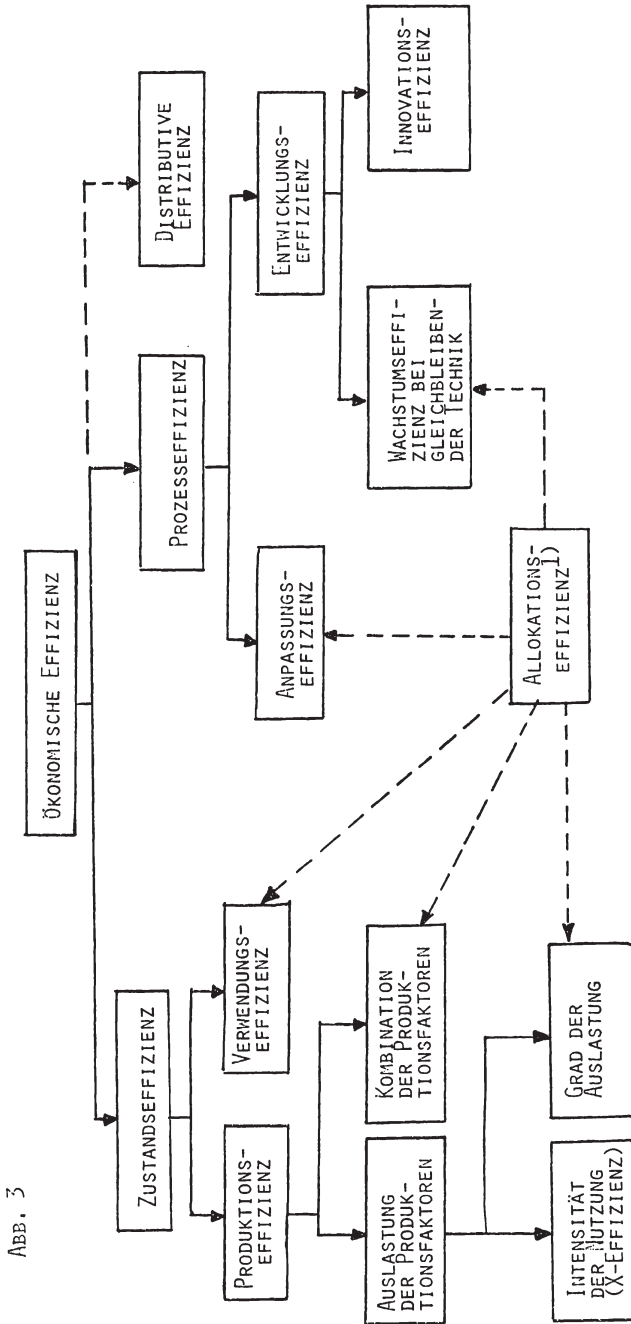 ABB. 3
ÖKONOMISCHE EFFIZIENZ
ZUSTANDSEFFIZIENZ
PROZESSEFFIZIENZ
DISTRIBUTIVE
EFFIZIENZ
PRODUKTIONS-
EFFIZIENZ
VERWENDUNGS-
EFFIZIENZ
ANPASSUNGS-
EFFIZIENZ
ENTWICKLUNGS-
EFFIZIENZ
AUSLASTUNG
DER PRODUK-
TIONSFAKTOREN
KOMBINATION
DER PRODUK-
TIONSFAKTOREN
WACHSTUMSEFFI-
ZIENZ BEI
GLEICHBLEIBEN-
DER TECHNIK
INNOVATIONS-
EFFIZIENZ
INTENSITÄT
DER NUTZUNG
(X-EFFIZIENZ)
GRAD DER
AUSLASTUNG
ALLOKATIONS-
EFFIZIENZ1)